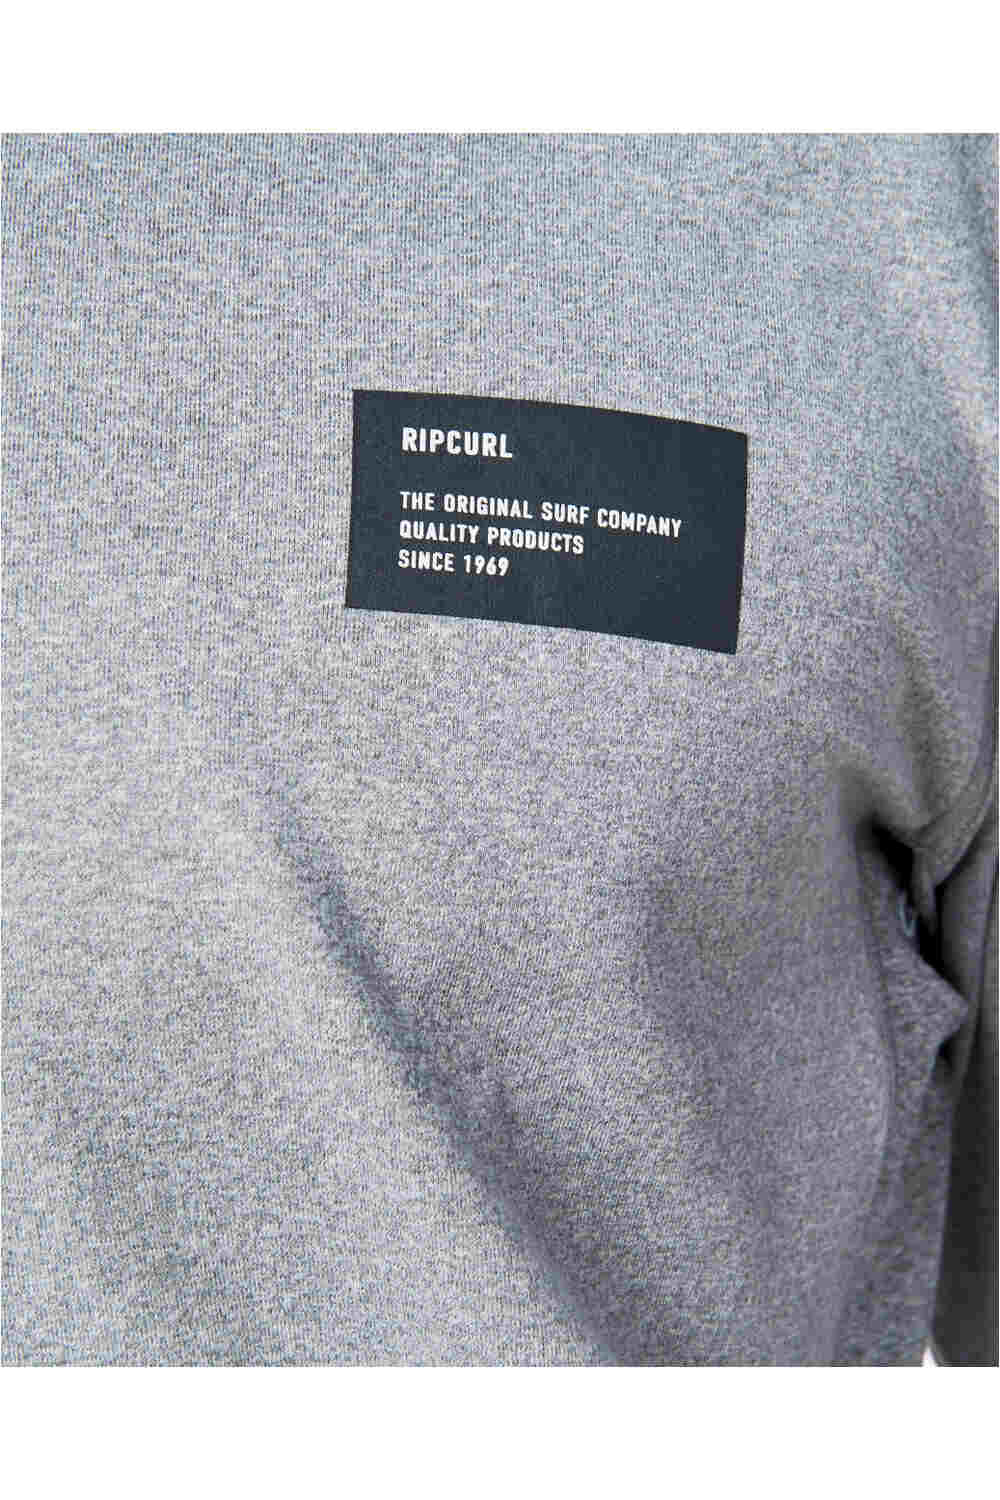 RIPCURL
THE ORIGINAL SURF COMPANY
QUALITY PRODUCTS
SINCE 1969